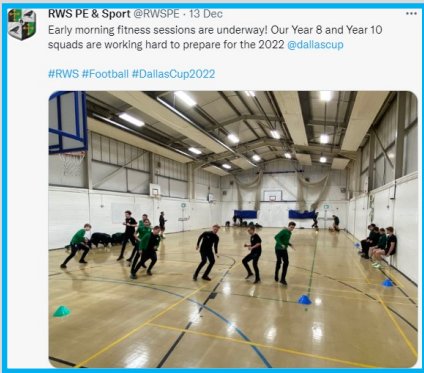 RWS PE & Sport @RWSPE · 13 Dec
Early morning fitness sessions are underway! Our Year 8 and Year 10
squads are working hard to prepare for the 2022 @dallascup
#RWS #Football #DallasCup2022